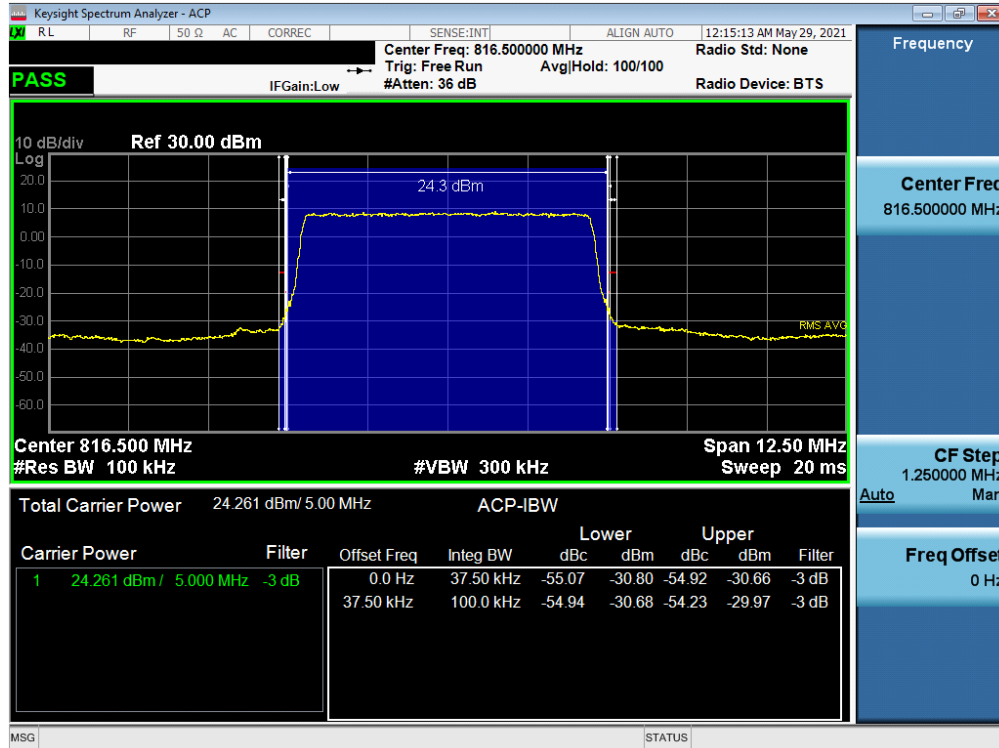 Keysight Spectrum Analyzer - ACP
LXI RL RF 50 Ω AC CORREC SENSE:INT ALIGN AUTO 12:15:13 AM May 29, 2021
Center Freq: 816.500000 MHz Radio Std: None
Trig: Free Run Avg|Hold: 100/100
PASS IFGain:Low #Atten: 36 dB Radio Device: BTS
Frequency
10 dB/div Ref 30.00 dBm
Log
20.0
10.0
0.00
-10.0
-20.0
-30.0
-40.0
-50.0
-60.0
24.3 dBm
RMS AVG
Center 816.500 MHz Span 12.50 MHz
#Res BW 100 kHz #VBW 300 kHz Sweep 20 ms
Total Carrier Power 24.261 dBm/ 5.00 MHz ACP-IBW
Lower Upper
Carrier Power Filter Offset Freq Integ BW dBc dBm dBc dBm Filter
1 24.261 dBm / 5.000 MHz -3 dB 0.0 Hz 37.50 kHz -55.07 -30.80 -54.92 -30.66 -3 dB
37.50 kHz 100.0 kHz -54.94 -30.68 -54.23 -29.97 -3 dB
Center Freq
816.500000 MHz
CF Step
1.250000 MHz
Auto Man
Freq Offset
0 Hz
MSG STATUS